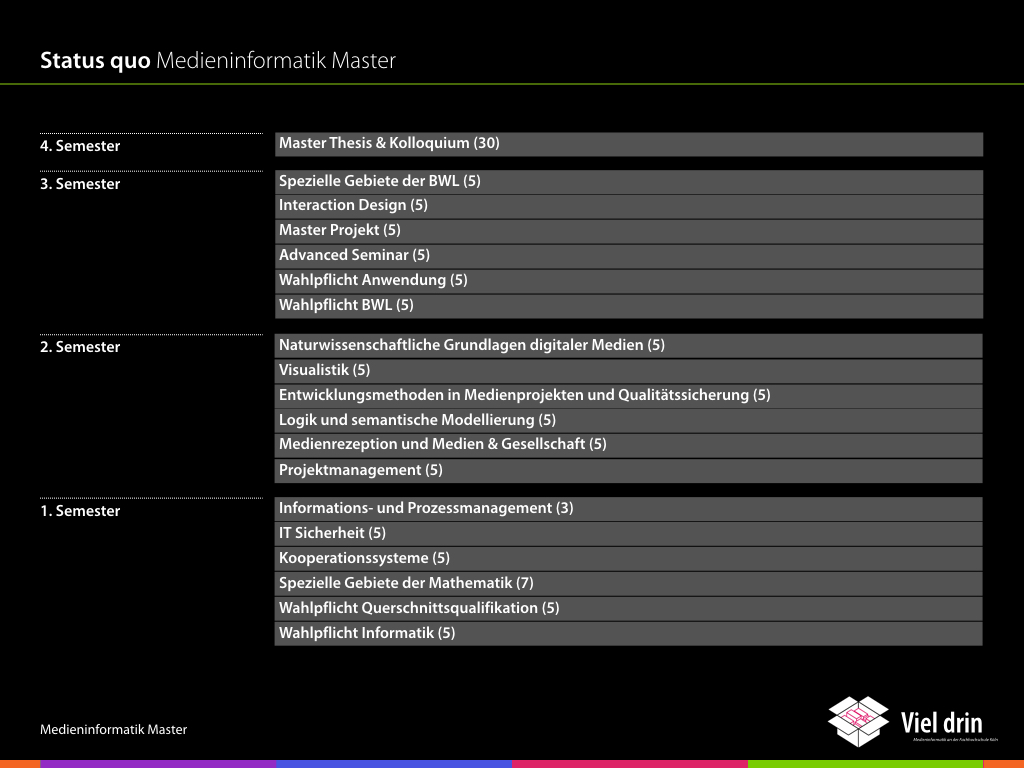 Status quo Medieninformatik Master
4. Semester
Master Thesis & Kolloquium (30)
3. Semester
Spezielle Gebiete der BWL (5)
Interaction Design (5)
Master Projekt (5)
Advanced Seminar (5)
Wahlpflicht Anwendung (5)
Wahlpflicht BWL (5)
2. Semester
Naturwissenschaftliche Grundlagen digitaler Medien (5)
Visualistik (5)
Entwicklungsmethoden in Medienprojekten und Qualitätssicherung (5)
Logik und semantische Modellierung (5)
Medienrezeption und Medien & Gesellschaft (5)
Projektmanagement (5)
1. Semester
Informations- und Prozessmanagement (3)
IT Sicherheit (5)
Kooperationssysteme (5)
Spezielle Gebiete der Mathematik (7)
Wahlpflicht Querschnittsqualifikation (5)
Wahlpflicht Informatik (5)
Medieninformatik Master
Viel drin
Medieninformatik an der Fachhochschule Köln